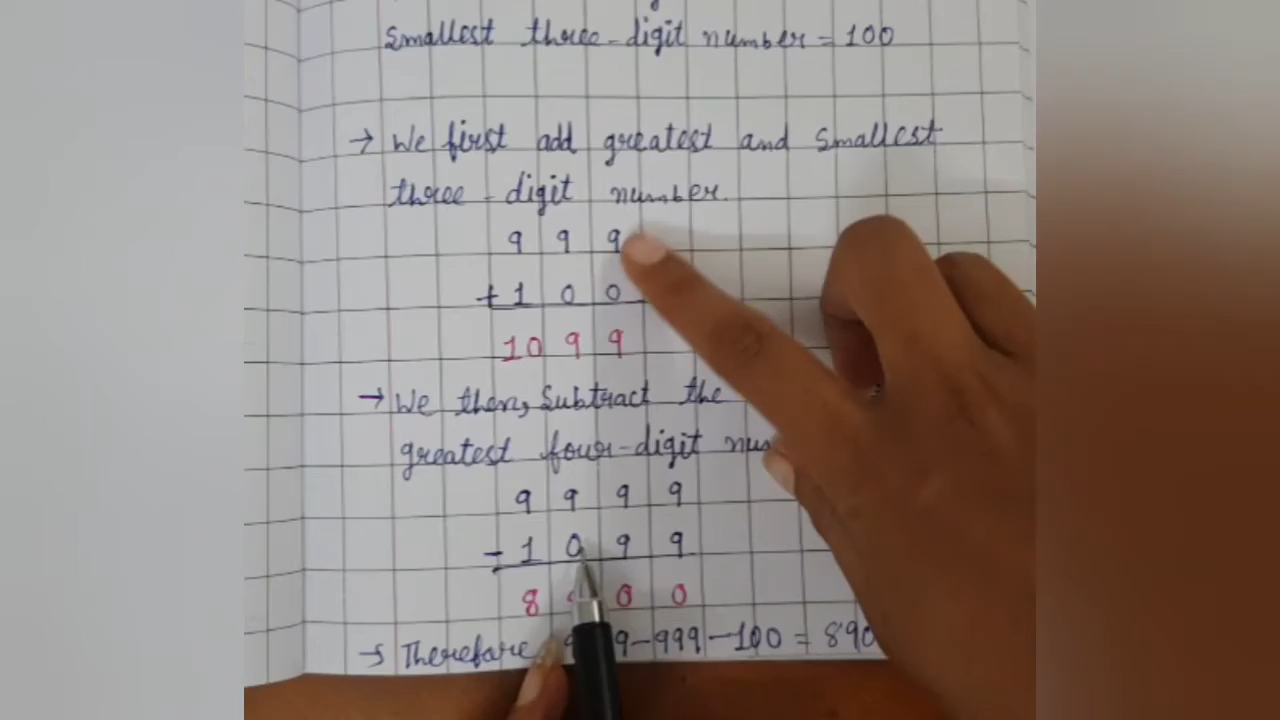 Smallest three-digit number = 100
→ We first add greatest and smallest
three-digit number.
9 9 9
+ 1 0 0
10 9 9
→ We then, Subtract the
greatest four-digit
9 9 9 9
- 1 0 9 9
8 0 0
→ Therefore 9-999-100 = 890